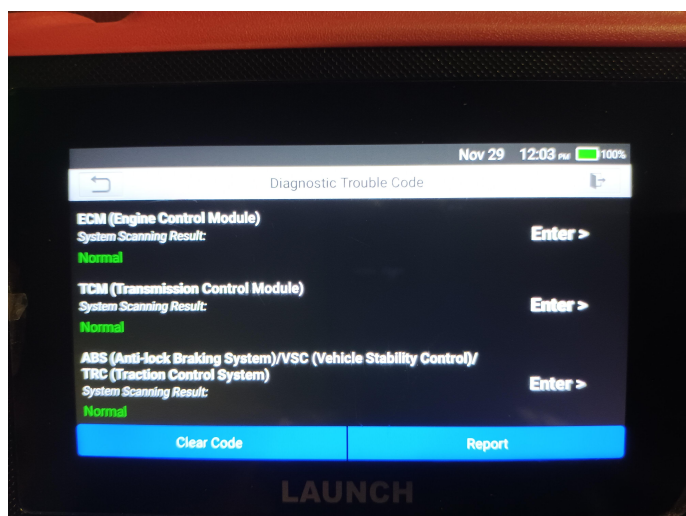 Nov 29 12:03 PM 100%
Diagnostic Trouble Code
ECM (Engine Control Module)
System Scanning Result:
Enter >
Normal
TCM (Transmission Control Module)
System Scanning Result:
Enter >
Normal
ABS (Anti-lock Braking System)/VSC (Vehicle Stability Control)/
TRC (Traction Control System)
System Scanning Result:
Enter >
Normal
Clear Code
Report
LAUNCH